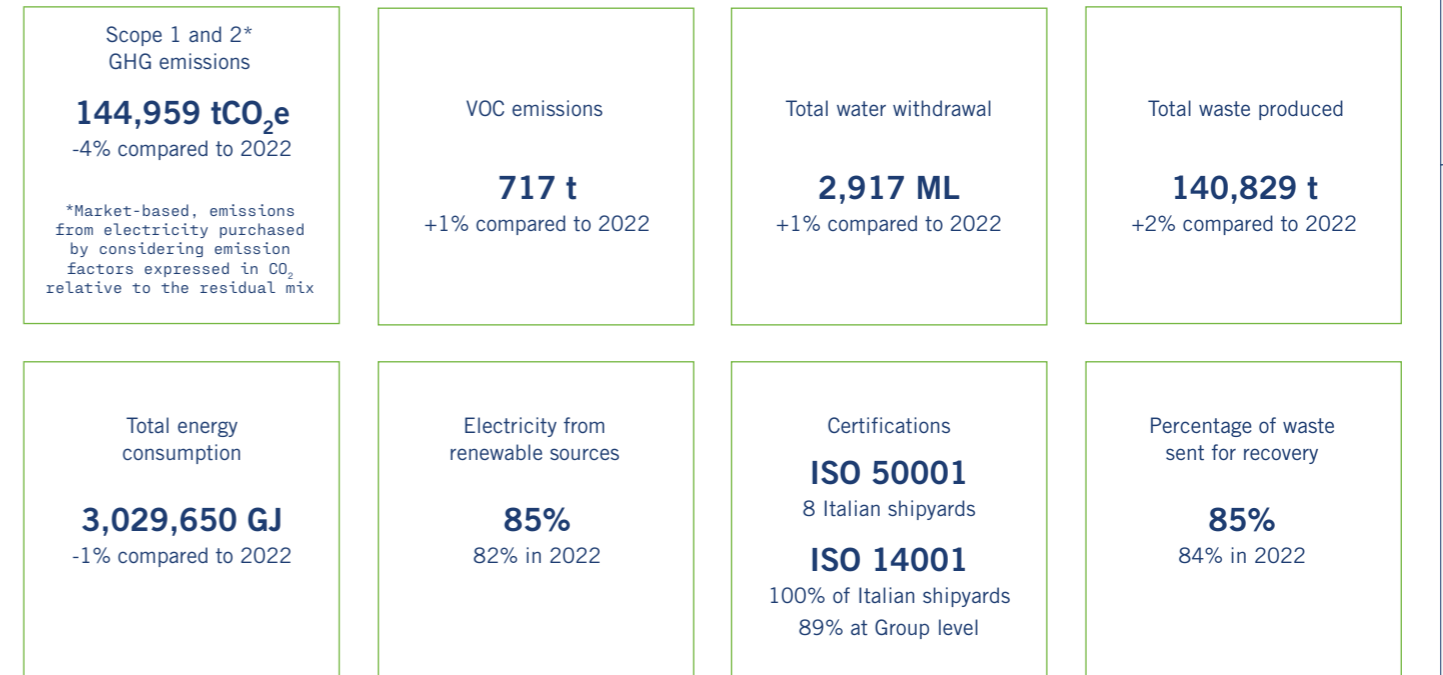 Scope 1 and 2*
GHG emissions
144,959 tCO₂e
-4% compared to 2022
*Market-based, emissions
from electricity purchased
by considering emission
factors expressed in CO₂
relative to the residual mix
VOC emissions
717 t
+1% compared to 2022
Total water withdrawal
2,917 ML
+1% compared to 2022
Total waste produced
140,829 t
+2% compared to 2022
Total energy
consumption
3,029,650 GJ
-1% compared to 2022
Electricity from
renewable sources
85%
82% in 2022
Certifications
ISO 50001
8 Italian shipyards
ISO 14001
100% of Italian shipyards
89% at Group level
Percentage of waste
sent for recovery
85%
84% in 2022